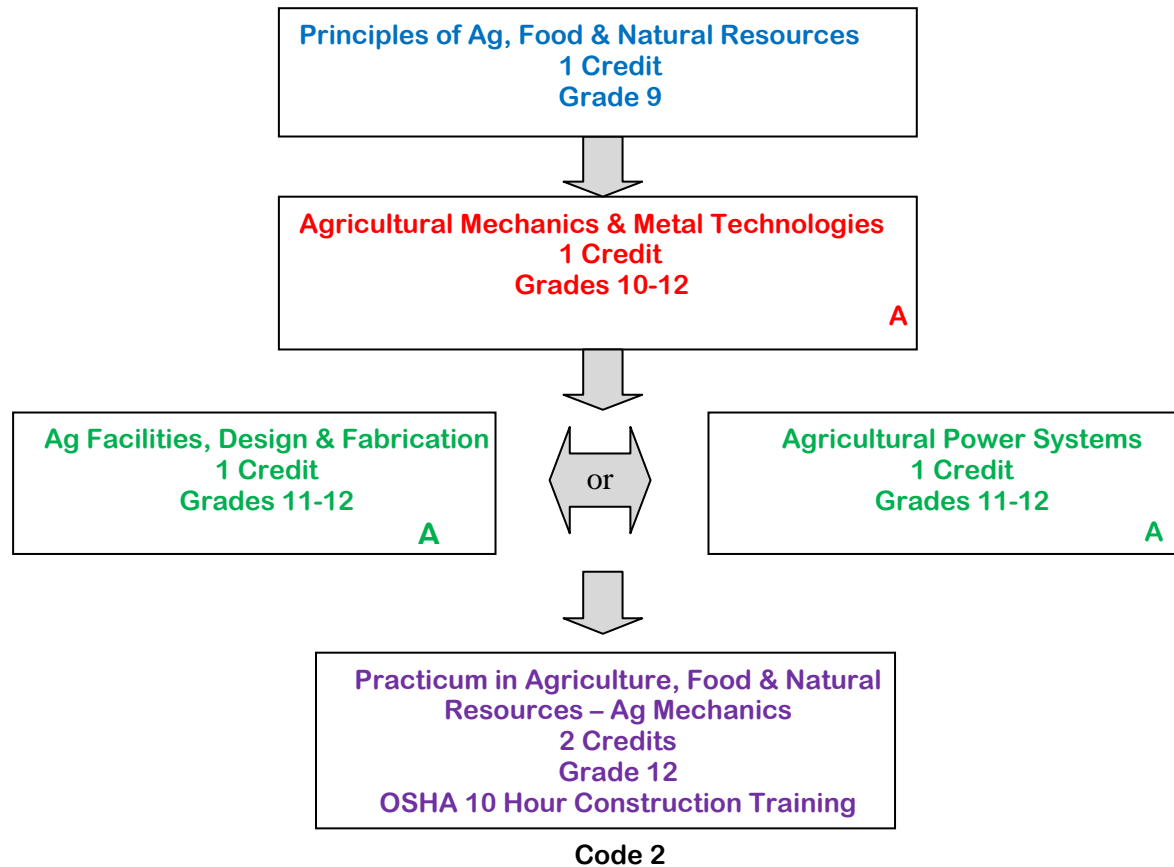 Principles of Ag, Food & Natural Resources
1 Credit
Grade 9
Agricultural Mechanics & Metal Technologies
1 Credit
Grades 10-12
A
Ag Facilities, Design & Fabrication
1 Credit
Grades 11-12
A
or
Agricultural Power Systems
1 Credit
Grades 11-12
A
Practicum in Agriculture, Food & Natural
Resources – Ag Mechanics
2 Credits
Grade 12
OSHA 10 Hour Construction Training
Code 2